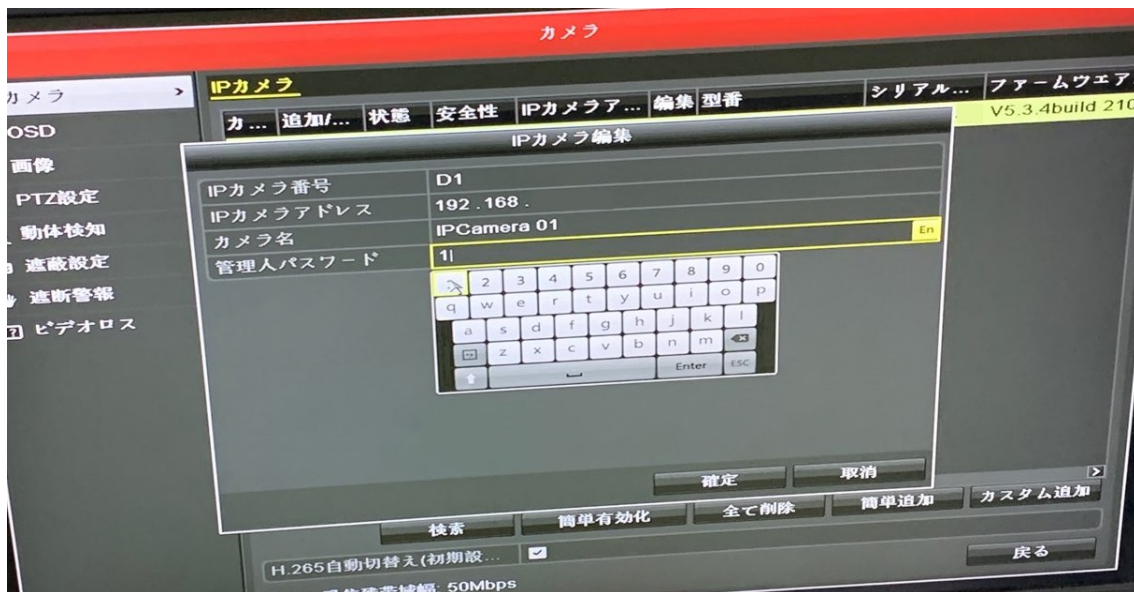 カメラ
カメラ >
OSD
画像
PTZ設定
動体検知
遮蔽設定
遮断警報
ビデオロス
IPカメラ
カ... 追加/... 状態 安全性 IPカメラア... 編集 型番 シリアル... ファームウエア
V5.3.4build 210
IPカメラ編集
IPカメラ番号 D1
IPカメラアドレス 192.168.
カメラ名 IPCamera 01
管理人パスワード 1 En
2 3 4 5 6 7 8 9 0
q w e r t y u i o p
a s d f g h j k l
z x c v b n m
Enter ESC
確定 取消
検索 簡単有効化 全て削除 簡単追加 カスタム追加
H.265自動切替え(初期設...
帯域幅: 50Mbps
戻る